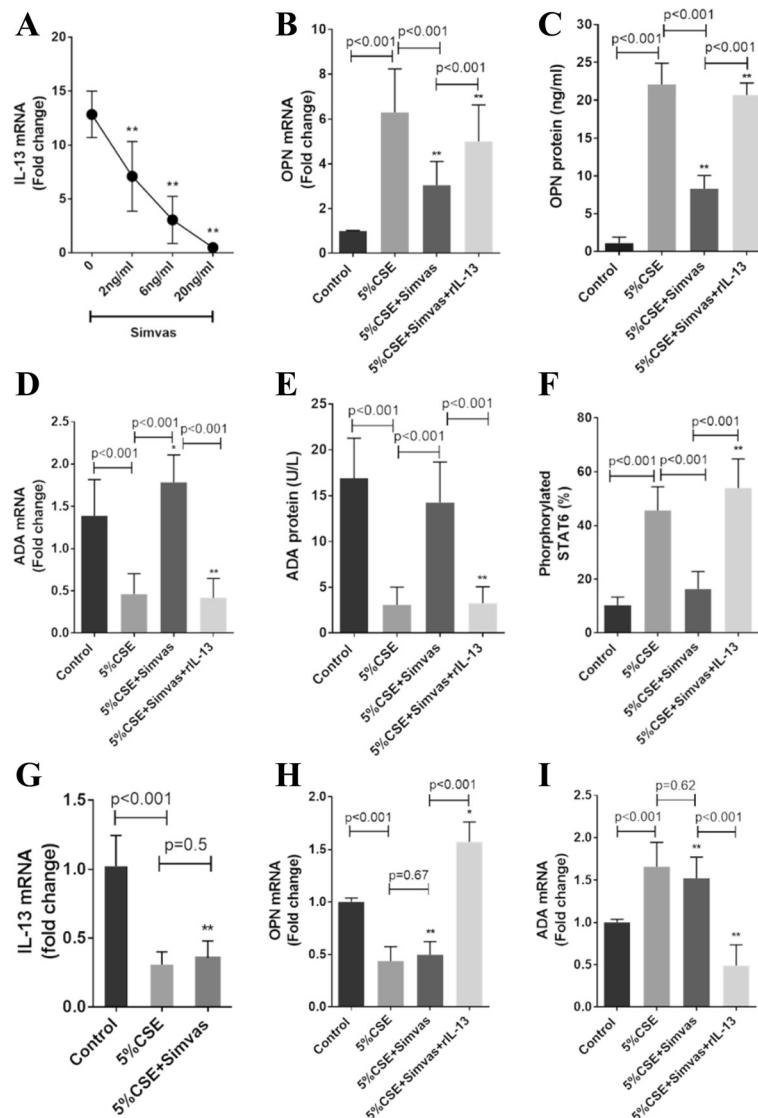 A
IL-13 mRNA
(Fold change)
15
10
5
0
**
**
**
0
2ng/ml
6ng/ml
20ng/ml
Simvas
B
OPN mRNA
(Fold change)
10
8
6
4
2
0
p<0.001
p<0.001
p<0.001
**
**
Control
5%CSE
5%CSE+Simvas
5%CSE+Simvas+rIL-13
C
OPN protein (ng/ml)
30
20
10
0
p<0.001
p<0.001
p<0.001
**
**
Control
5%CSE
5%CSE+Simvas
5%CSE+Simvas+rIL-13
D
ADA mRNA
(Fold change)
2.5
2.0
1.5
1.0
0.5
0.0
p<0.001
p<0.001
p<0.001
*
**
Control
5%CSE
5%CSE+Simvas
5%CSE+Simvas+rIL-13
E
ADA protein (U/L)
25
20
15
10
5
0
p<0.001
p<0.001
p<0.001
**
Control
5%CSE
5%CSE+Simvas
5%CSE+Simvas+rIL-13
F
Phorphorylated
STAT6 (%)
80
60
40
20
0
p<0.001
p<0.001
p<0.001
**
Control
5%CSE
5%CSE+Simvas
5%CSE+Simvas+IL-13
G
IL-13 mRNA
(fold change)
1.5
1.0
0.5
0.0
p<0.001
p=0.5
**
Control
5%CSE
5%CSE+Simvas
H
OPN mRNA
(Fold change)
2.0
1.5
1.0
0.5
0.0
p<0.001
p<0.001
p=0.67
*
**
Control
5%CSE
5%CSE+Simvas
5%CSE+Simvas+rIL-13
I
ADA mRNA
(Fold change)
2.5
2.0
1.5
1.0
0.5
0.0
p=0.62
p<0.001
p<0.001
**
**
Control
5%CSE
5%CSE+Simvas
5%CSE+Simvas+rIL-13